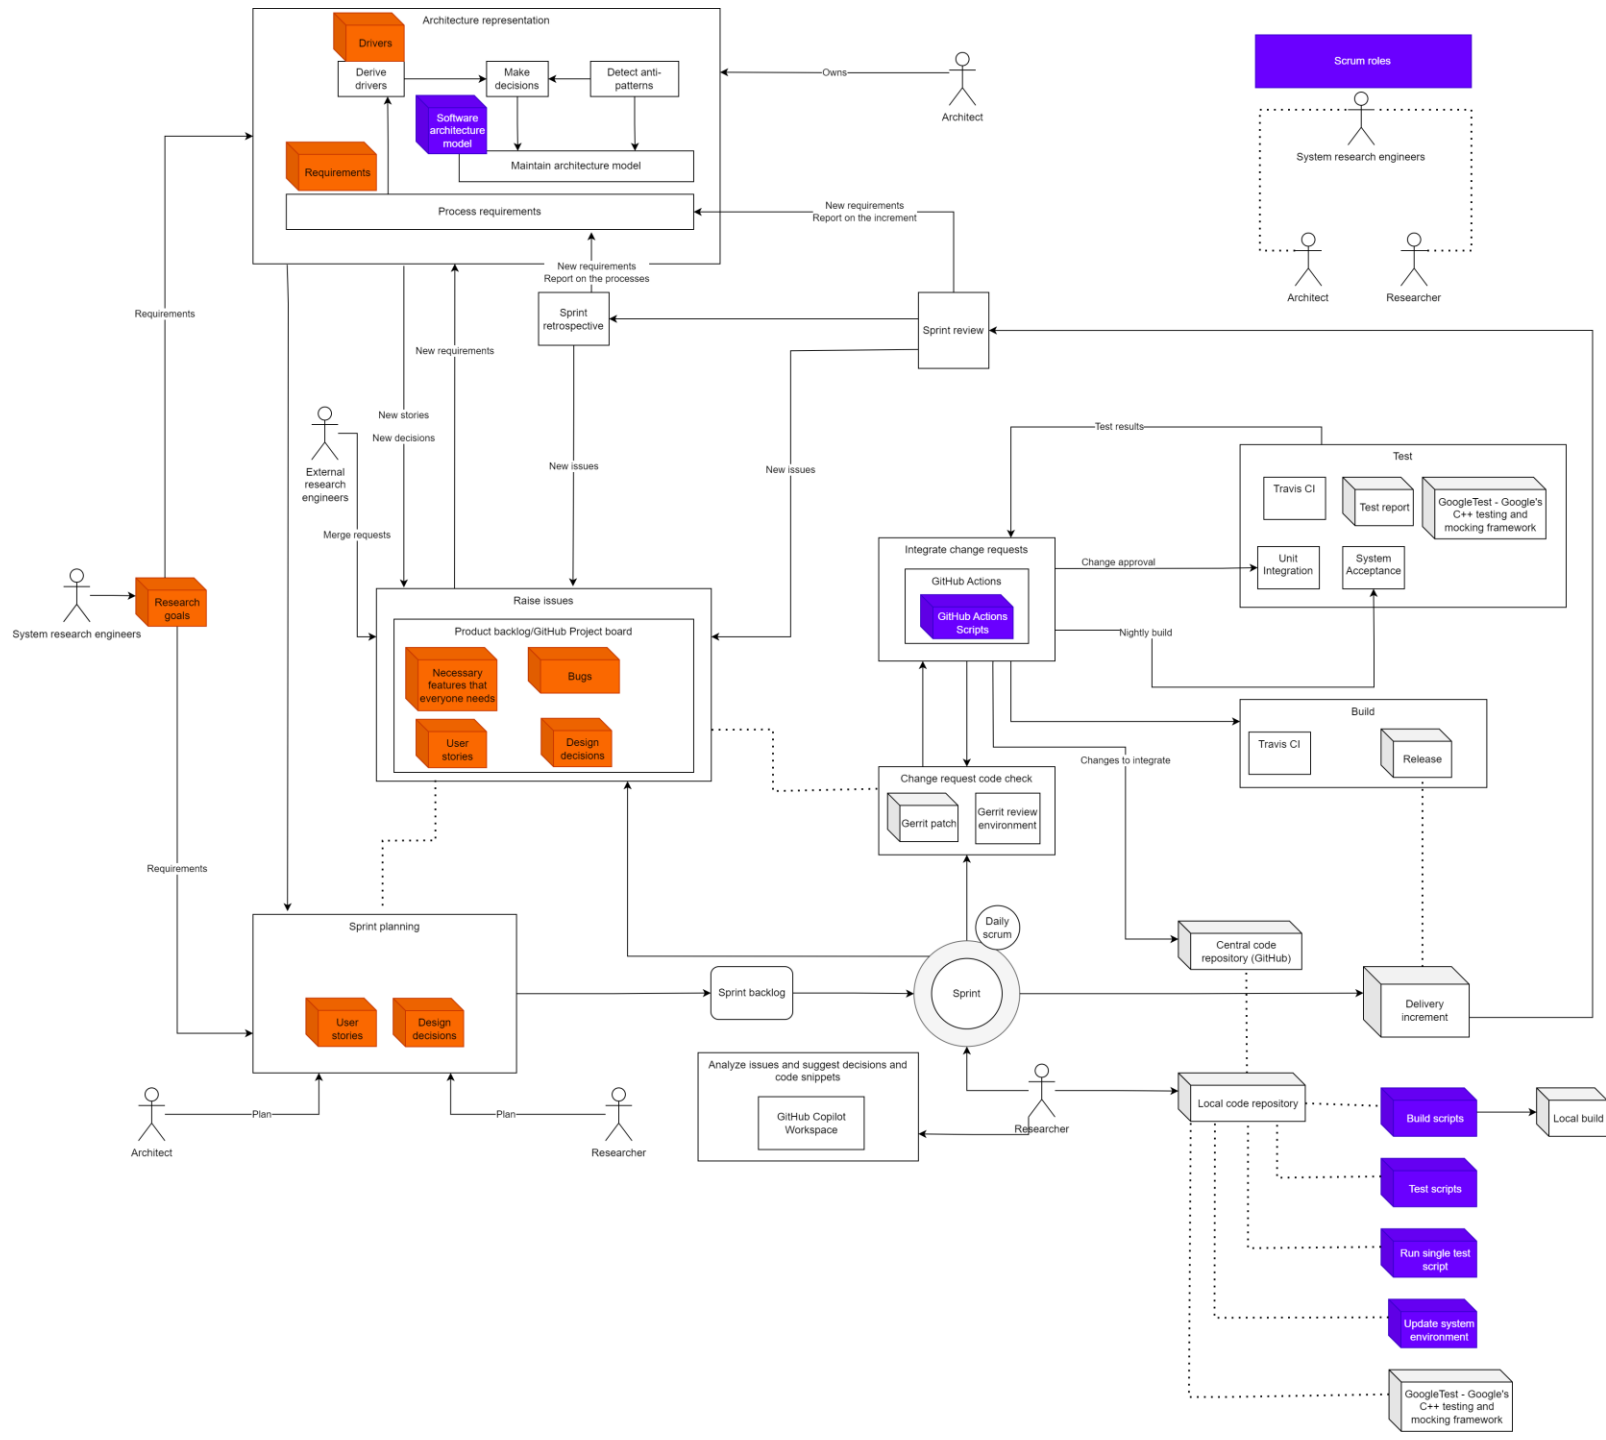 Architecture representation
Drivers
Derive
drivers
Make
decisions
Detect anti-
patterns
Software
architecture
model
Requirements
Maintain architecture model
Process requirements
Owns
Architect
Scrum roles
System research engineers
Architect
Researcher
New requirements
Report on the increment
New requirements
Report on the processes
Requirements
Sprint
retrospective
Sprint review
New requirements
New stories
New decisions
External
research
engineers
Merge requests
New issues
New issues
Test results
Test
Travis CI
Test report
GoogleTest - Google's
C++ testing and
mocking framework
Unit
Integration
System
Acceptance
Integrate change requests
GitHub Actions
GitHub Actions
Scripts
Change approval
Nightly build
System research engineers
Research
goals
Raise issues
Product backlog/GitHub Project board
Necessary
features that
everyone needs
Bugs
User
stories
Design
decisions
Build
Travis CI
Release
Changes to integrate
Change request code check
Gerrit patch
Gerrit review
environment
Requirements
Sprint planning
User
stories
Design
decisions
Daily
scrum
Sprint backlog
Sprint
Central code
repository (GitHub)
Delivery
increment
Analyze issues and suggest decisions and
code snippets
GitHub Copilot
Workspace
Researcher
Local code repository
Build scripts
Local build
Plan
Plan
Architect
Researcher
Test scripts
Run single test
script
Update system
environment
GoogleTest - Google's
C++ testing and
mocking framework